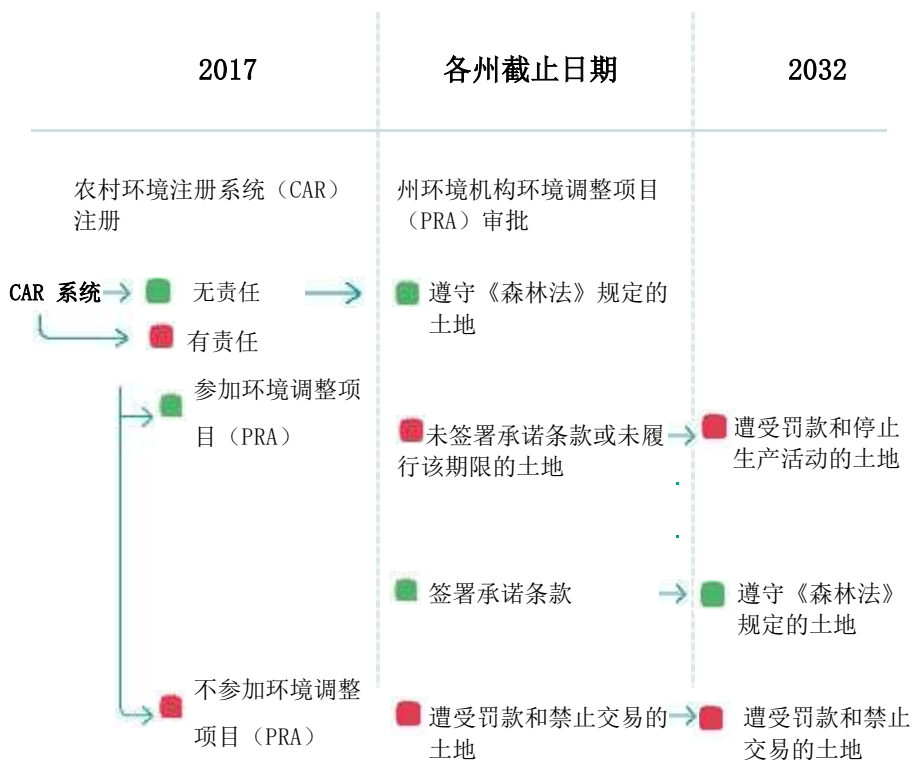 2017
各州截止日期
2032
农村环境注册系统（CAR）
注册
州环境机构环境调整项目
（PRA）审批
CAR 系统
无责任
遵守《森林法》规定的
土地
有责任
参加环境调整项
目（PRA）
未签署承诺条款或未履
行该期限的土地
遭受罚款和停止
生产活动的土地
签署承诺条款
遵守《森林法》
规定的土地
不参加环境调整
项目（PRA）
遭受罚款和禁止交易的
土地
遭受罚款和禁止
交易的土地